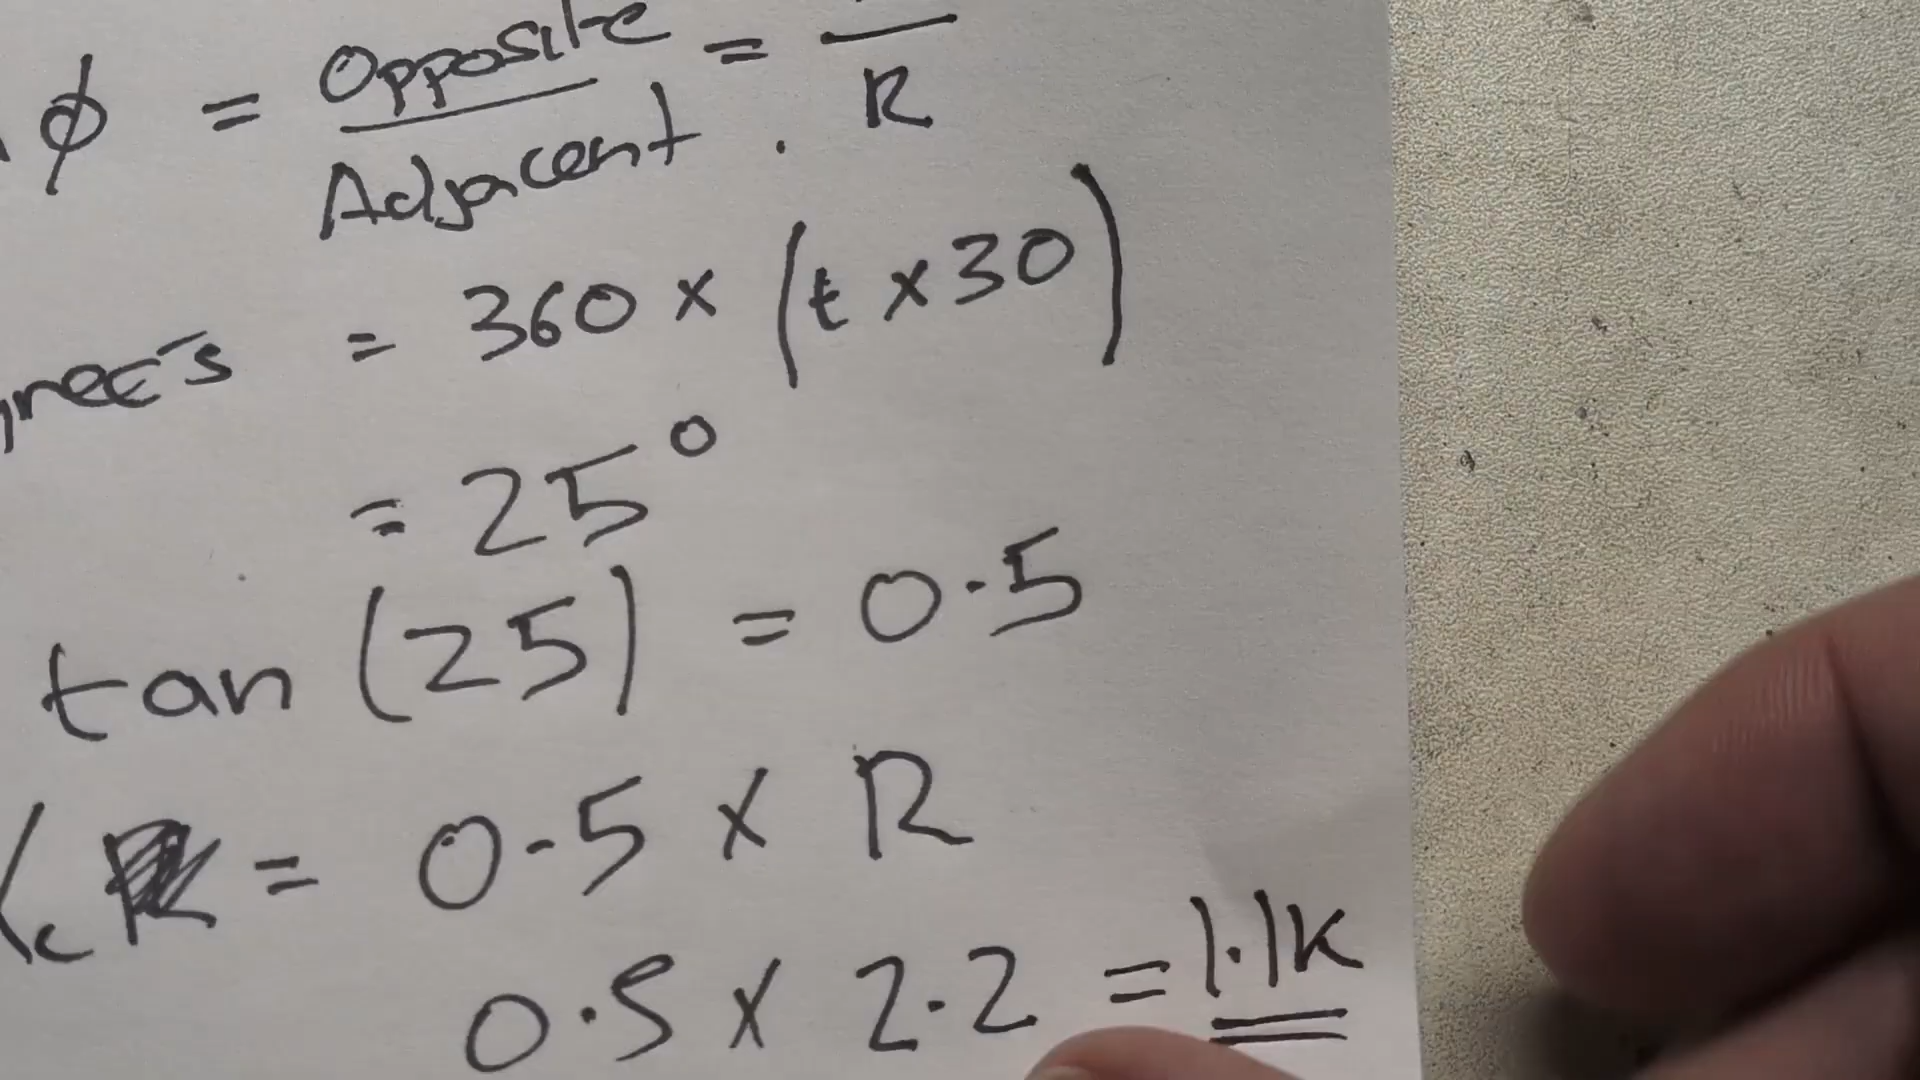 ϕ = Opposite / Adjacent. = / R
= 360 x (t x 30)
= 25°
tan (25) = 0.5
= 0.5 x R
0.5 x 2.2 = 1.1K